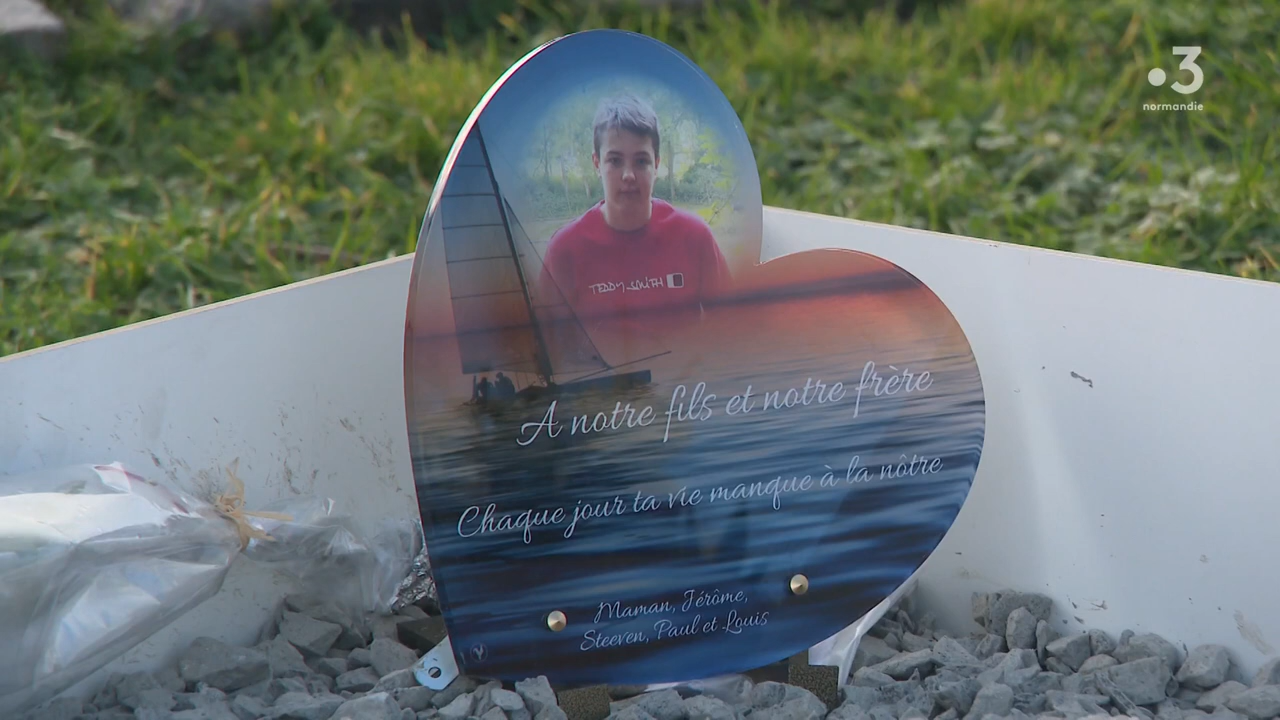 3
normandie
TEDDY SMITH
A notre fils et notre frère
Chaque jour ta vie manque à la nôtre
Maman, Jérôme,
Steeven, Paul et Louis